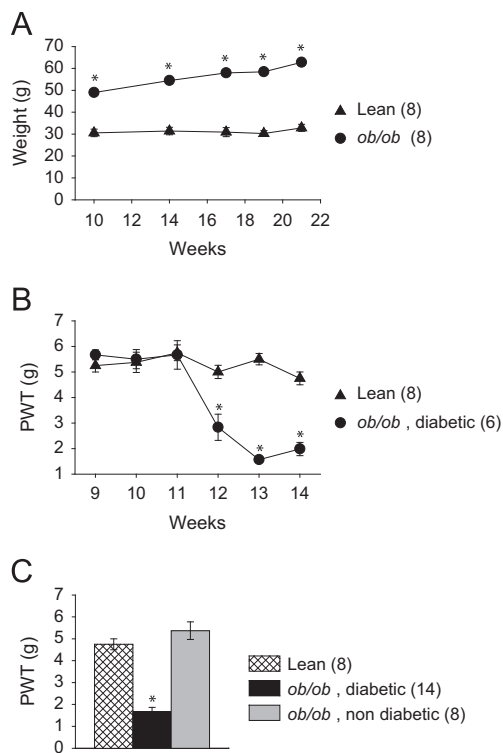 A
Weight (g)
70
60
50
40
30
20
10
0
* * * * *
10 12 14 16 18 20 22
Weeks
Lean (8)
ob/ob (8)
B
PWT (g)
7
6
5
4
3
2
1
* * *
9 10 11 12 13 14
Weeks
Lean (8)
ob/ob , diabetic (6)
C
PWT (g)
7
6
5
4
3
2
1
0
*
Lean (8)
ob/ob , diabetic (14)
ob/ob , non diabetic (8)